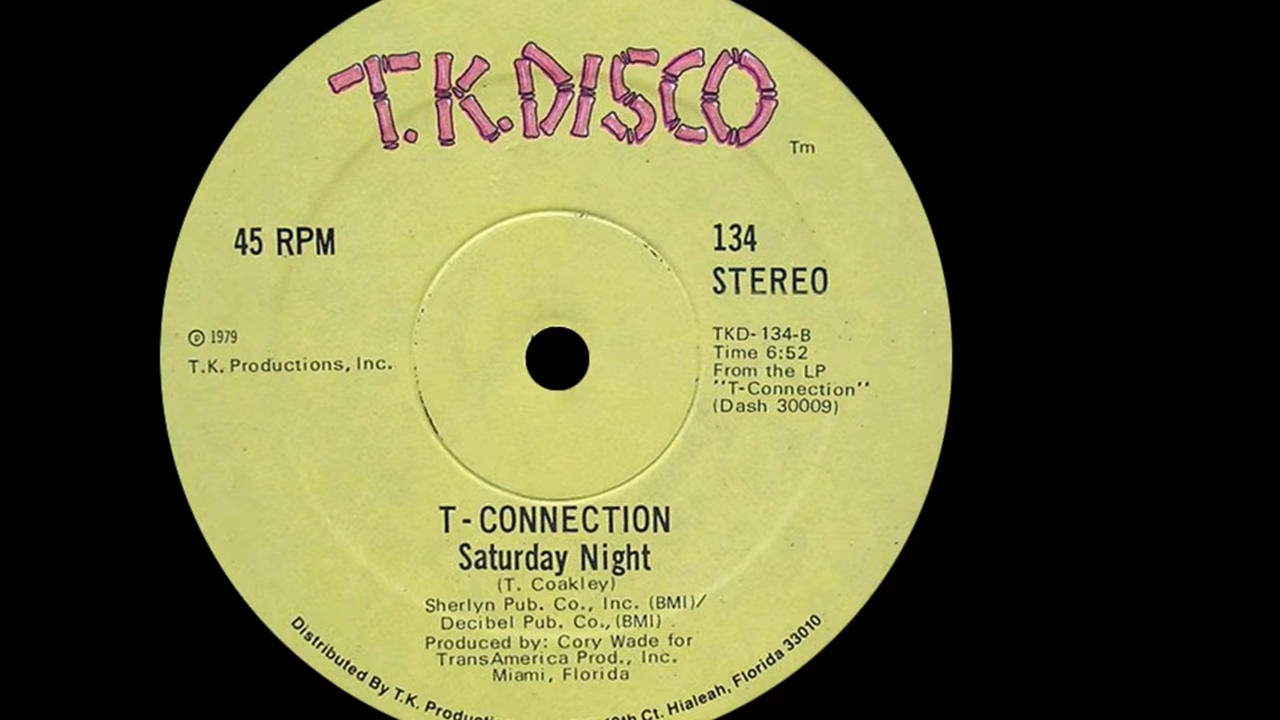 T.K.DISCO
Tm
45 RPM
134
STEREO
℗ 1979
T.K. Productions, Inc.
TKD-134-B
Time 6:52
From the LP
"T-Connection"
(Dash 30009)
T-CONNECTION
Saturday Night
(T. Coakley)
Sherlyn Pub. Co., Inc. (BMI)/
Decibel Pub. Co., (BMI) .
Produced by: Cory Wade for
TransAmerica Prod., Inc.
Miami, Florida
Distributed By T.K. Ct. Hialeah, Florida 33010